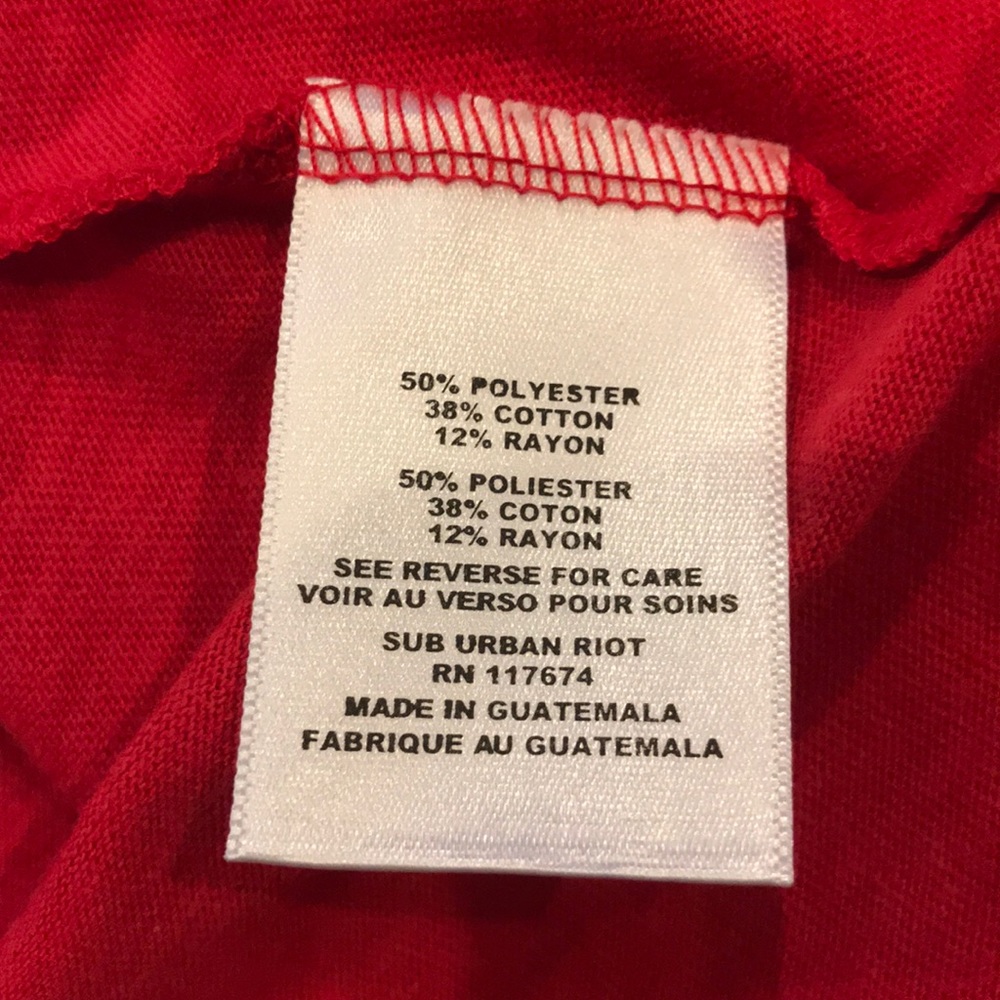 50% POLYESTER
38% COTTON
12% RAYON
50% POLIESTER
38% COTON
12% RAYON
SEE REVERSE FOR CARE
VOIR AU VERSO POUR SOINS
SUB URBAN RIOT
RN 117674
MADE IN GUATEMALA
FABRIQUE AU GUATEMALA